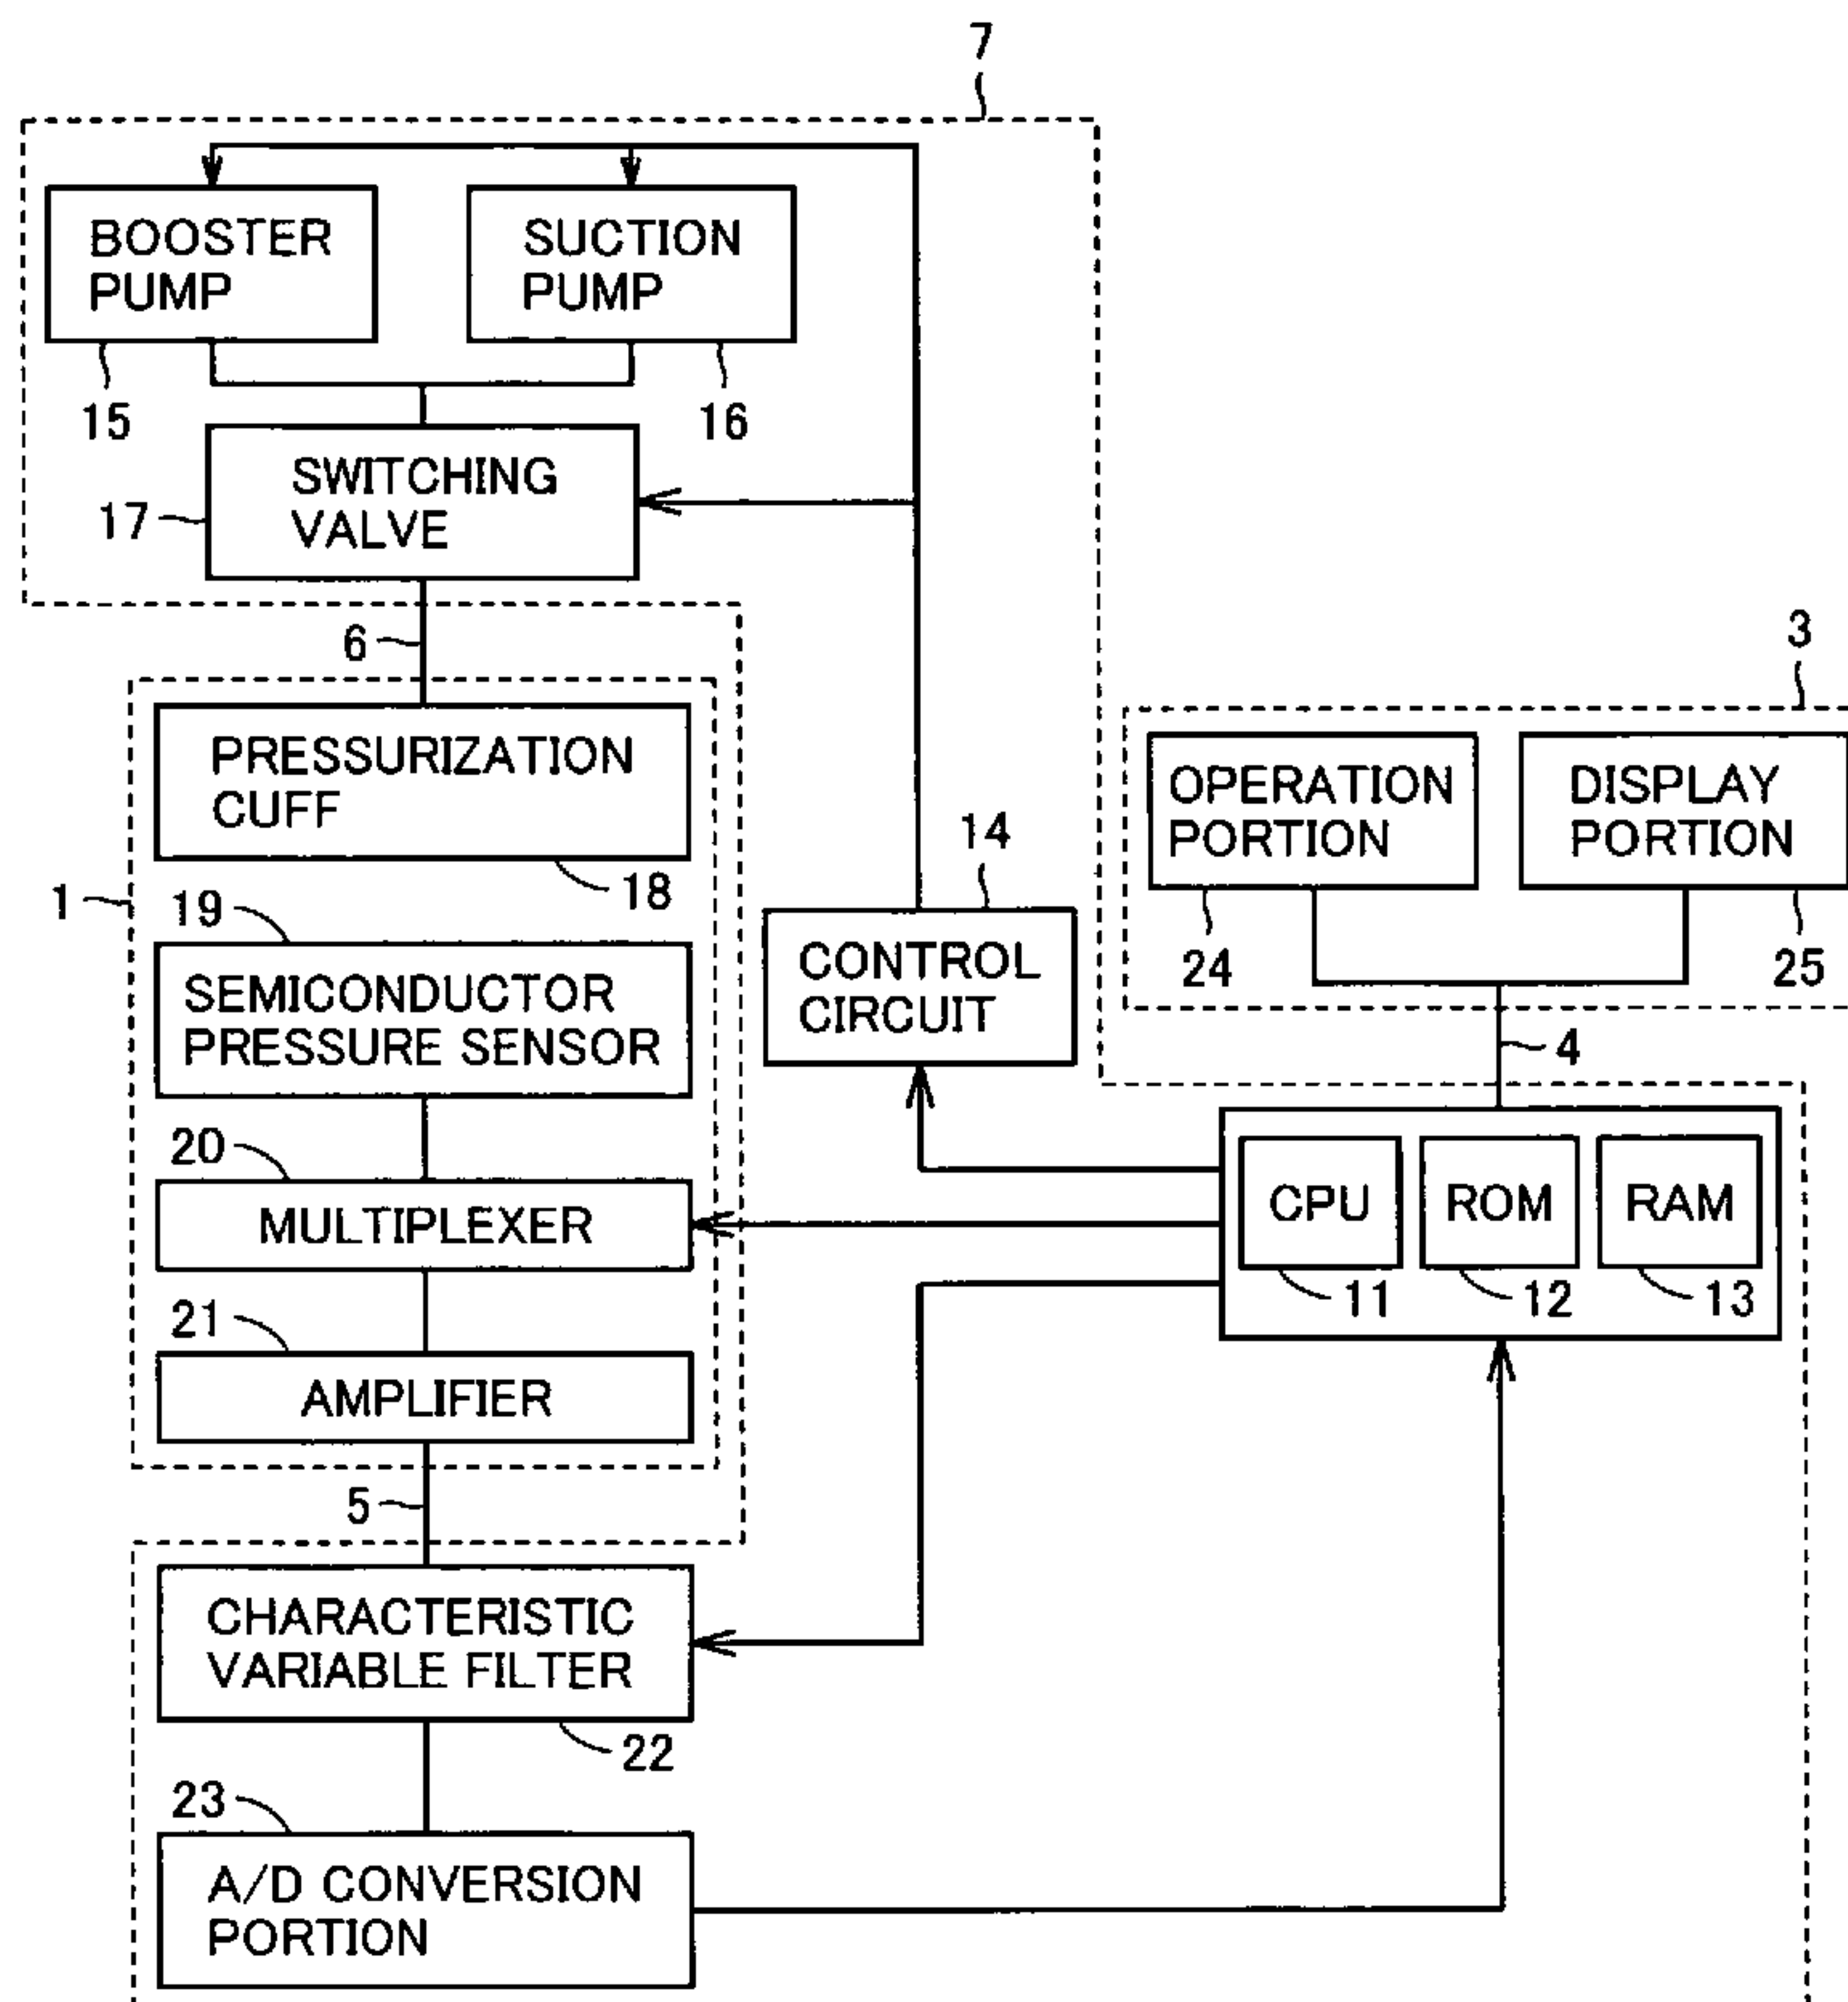 7
BOOSTER
PUMP
SUCTION
PUMP
15
16
SWITCHING
VALVE
17
6
3
PRESSURIZATION
CUFF
18
OPERATION
PORTION
DISPLAY
PORTION
24
25
14
1
19
CONTROL
CIRCUIT
SEMICONDUCTOR
PRESSURE SENSOR
4
20
MULTIPLEXER
CPU
ROM
RAM
11
12
13
21
AMPLIFIER
5
CHARACTERISTIC
VARIABLE FILTER
22
23
A/D CONVERSION
PORTION